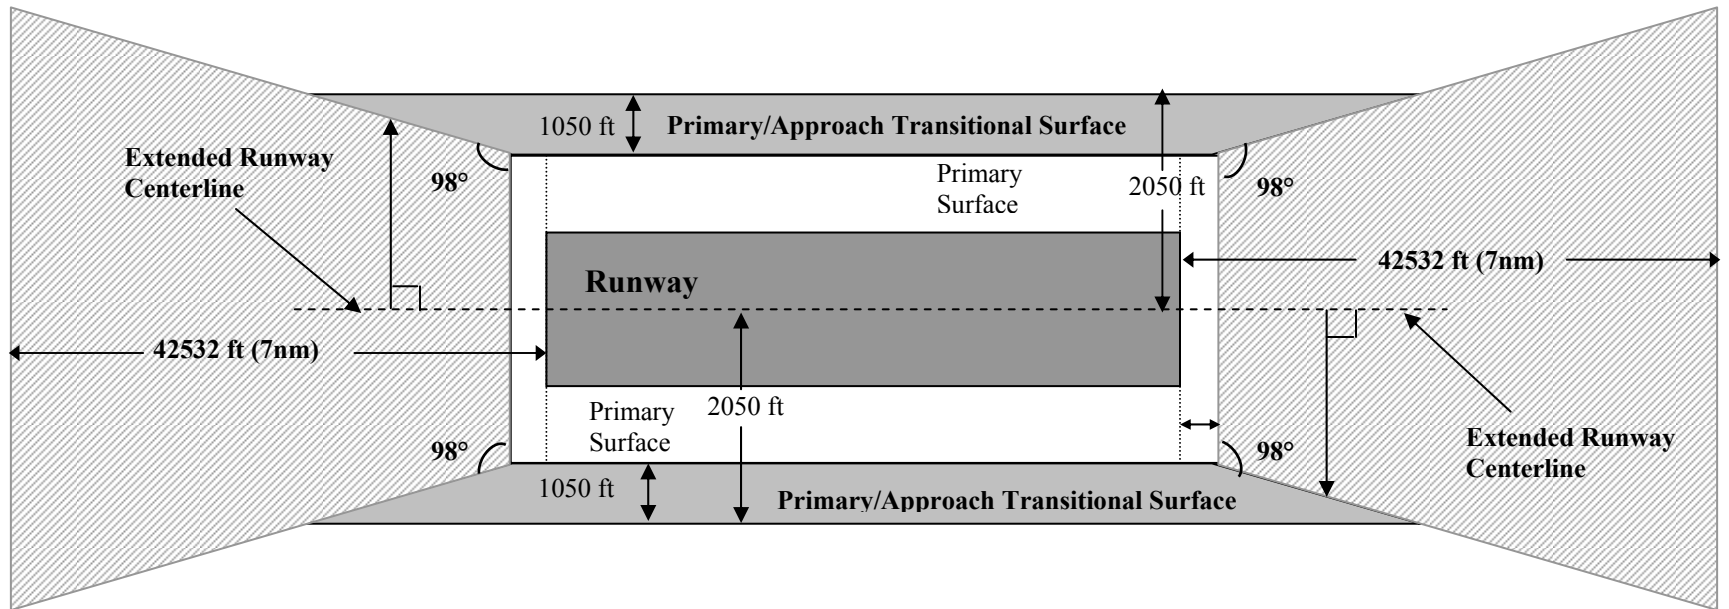 1050 ft
Primary/Approach Transitional Surface
Extended Runway
Centerline
98°
Primary
Surface
2050 ft
98°
42532 ft (7nm)
Runway
42532 ft (7nm)
Primary
Surface
2050 ft
98°
98°
Extended Runway
Centerline
1050 ft
Primary/Approach Transitional Surface